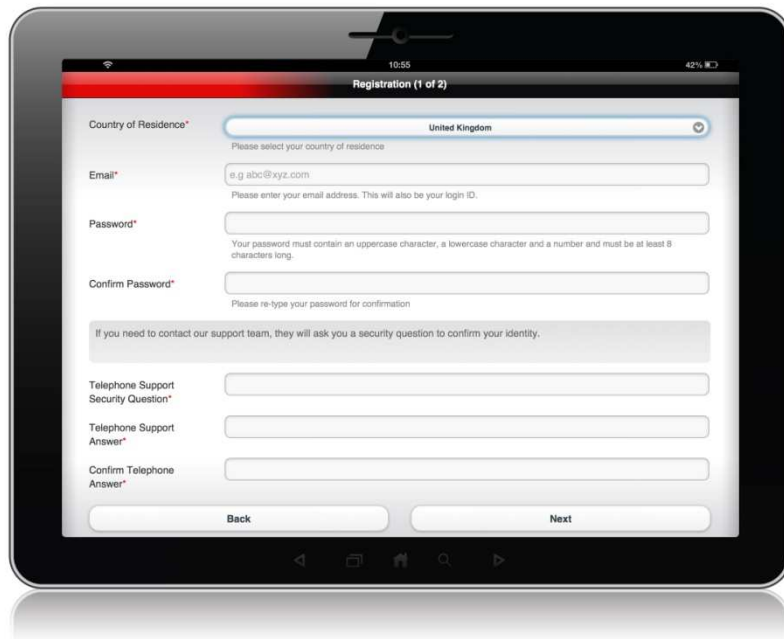 10:55
42%
Registration (1 of 2)
Country of Residence*
United Kingdom
Please select your country of residence
Email*
e.g abc@xyz.com
Please enter your email address. This will also be your login ID.
Password*
Your password must contain an uppercase character, a lowercase character and a number and must be at least 8
characters long.
Confirm Password*
Please re-type your password for confirmation
If you need to contact our support team, they will ask you a security question to confirm your identity.
Telephone Support
Security Question*
Telephone Support
Answer*
Confirm Telephone
Answer*
Back
Next